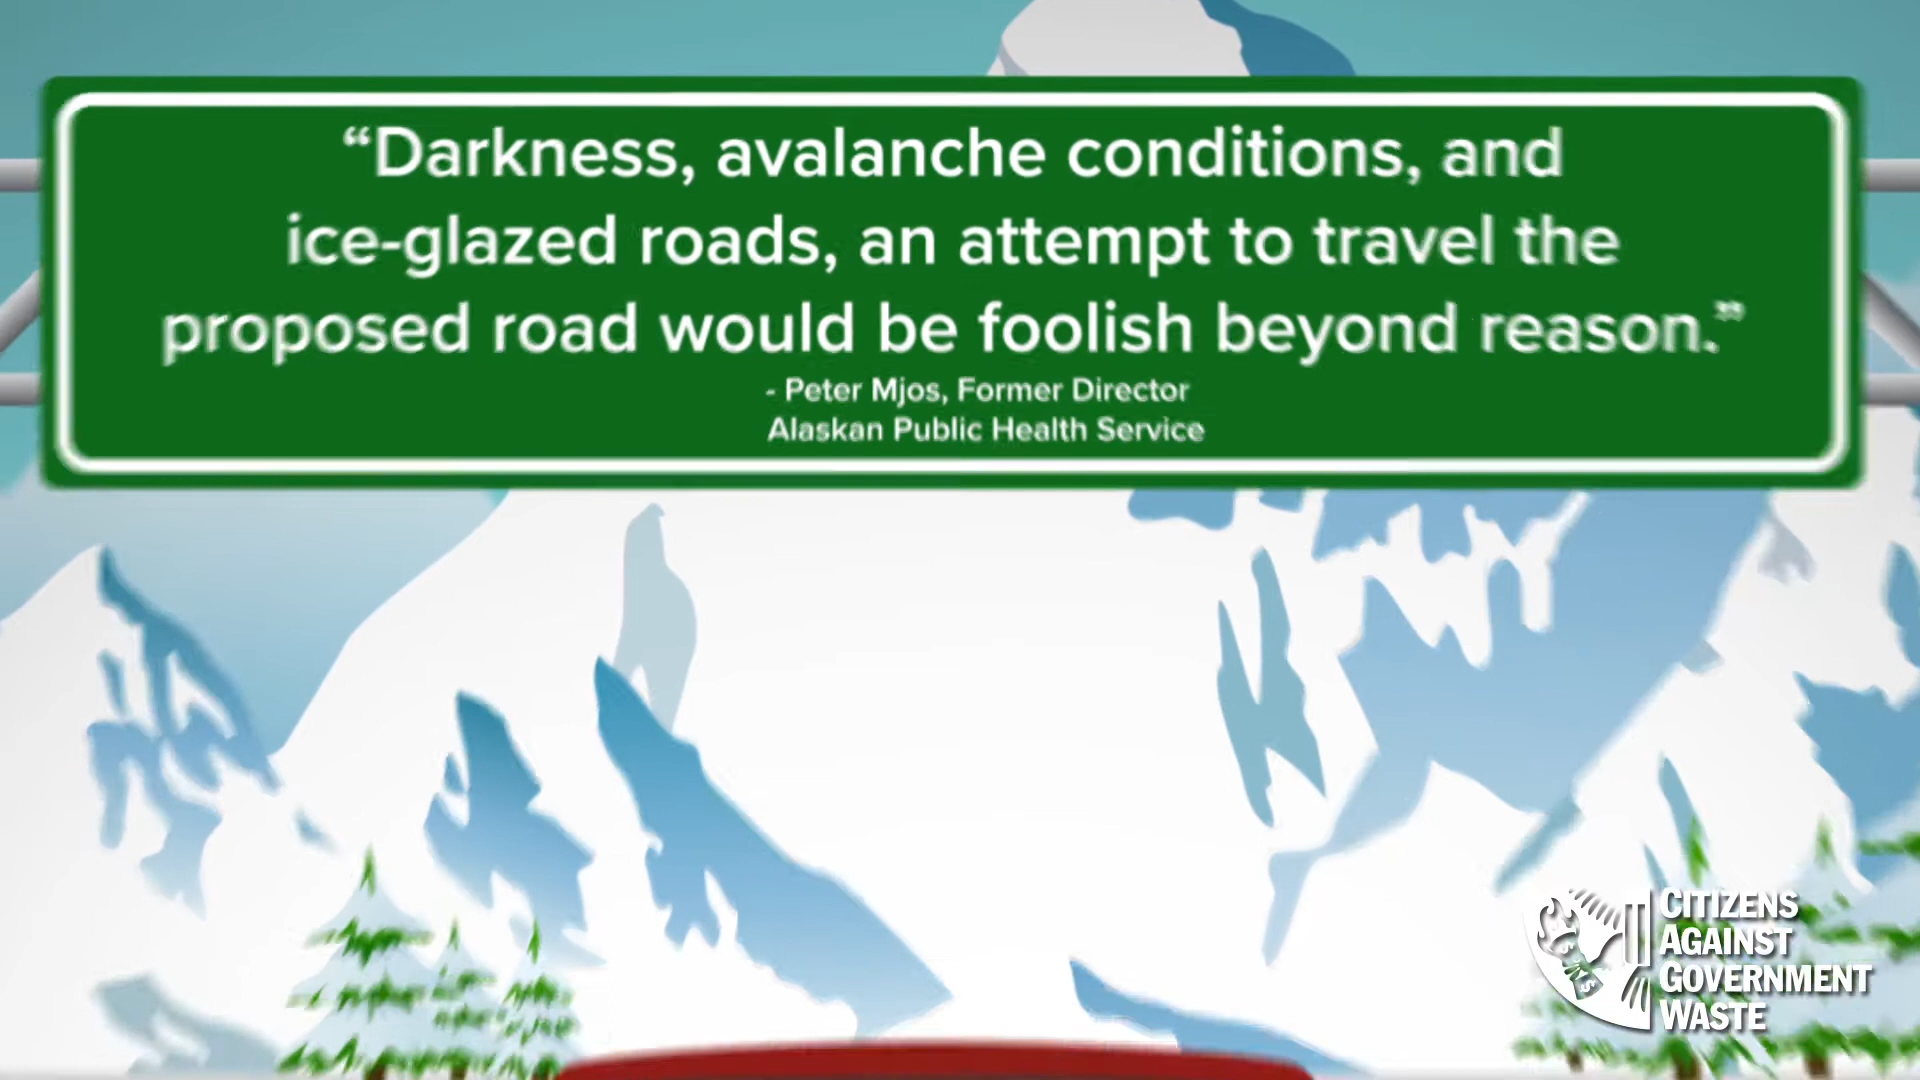 “Darkness, avalanche conditions, and
ice-glazed roads, an attempt to travel the
proposed road would be foolish beyond reason.”
- Peter Mjos, Former Director
Alaskan Public Health Service
CITIZENS
AGAINST
GOVERNMENT
WASTE